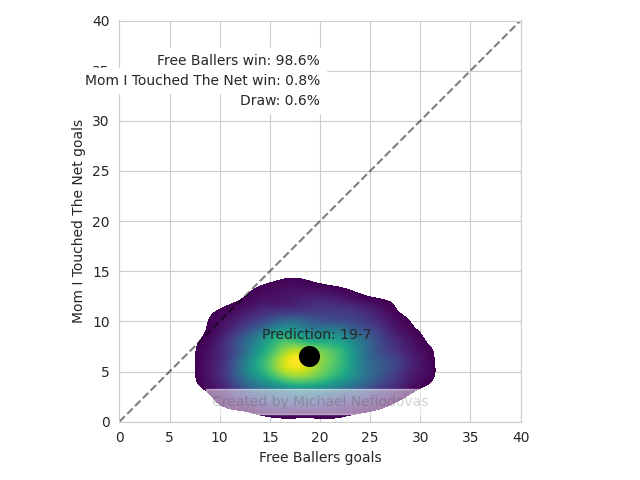 40
Free Ballers win: 98.6%
Mom I Touched The Net win: 0.8%
Draw: 0.6%
30
25
20
15
10
5
0
Mom I Touched The Net goals
Prediction: 19-7
Created by Michael Nefiodovas
0 5 10 15 20 25 30 35 40
Free Ballers goals